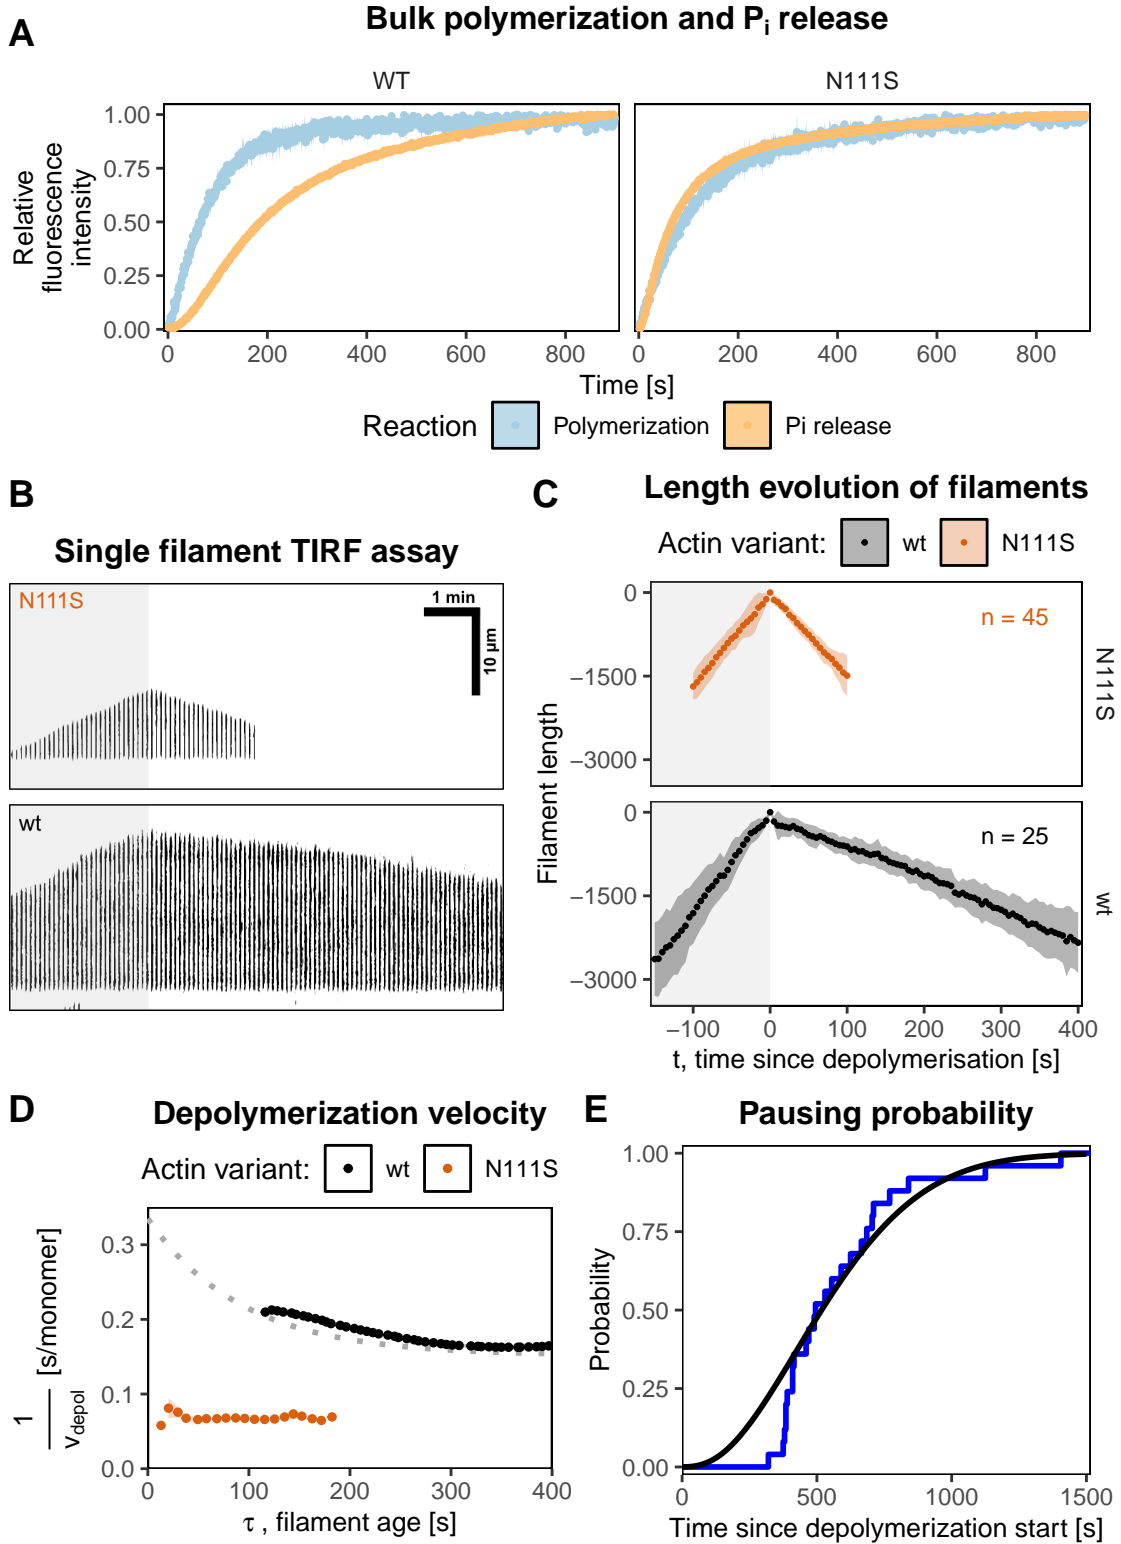 A
Bulk polymerization and Pi release
WT
N111S
Relative
fluorescence
intensity
1.00
0.75
0.50
0.25
0.00
0 200 400 600 800
0 200 400 600 800
Time [s]
Reaction Polymerization Pi release
B
Single filament TIRF assay
N111S
1 min
10 µm
wt
C
Length evolution of filaments
Actin variant: wt N111S
Filament length
0
−1500
−3000
n = 45
N111S
0
−1500
−3000
n = 25
wt
−100 0 100 200 300 400
t, time since depolymerisation [s]
D
Depolymerization velocity
Actin variant: wt N111S
1
vdepol
[s/monomer]
0.3
0.2
0.1
0.0
0 100 200 300 400
τ , filament age [s]
E
Pausing probability
Probability
1.00
0.75
0.50
0.25
0.00
0 500 1000 1500
Time since depolymerization start [s]